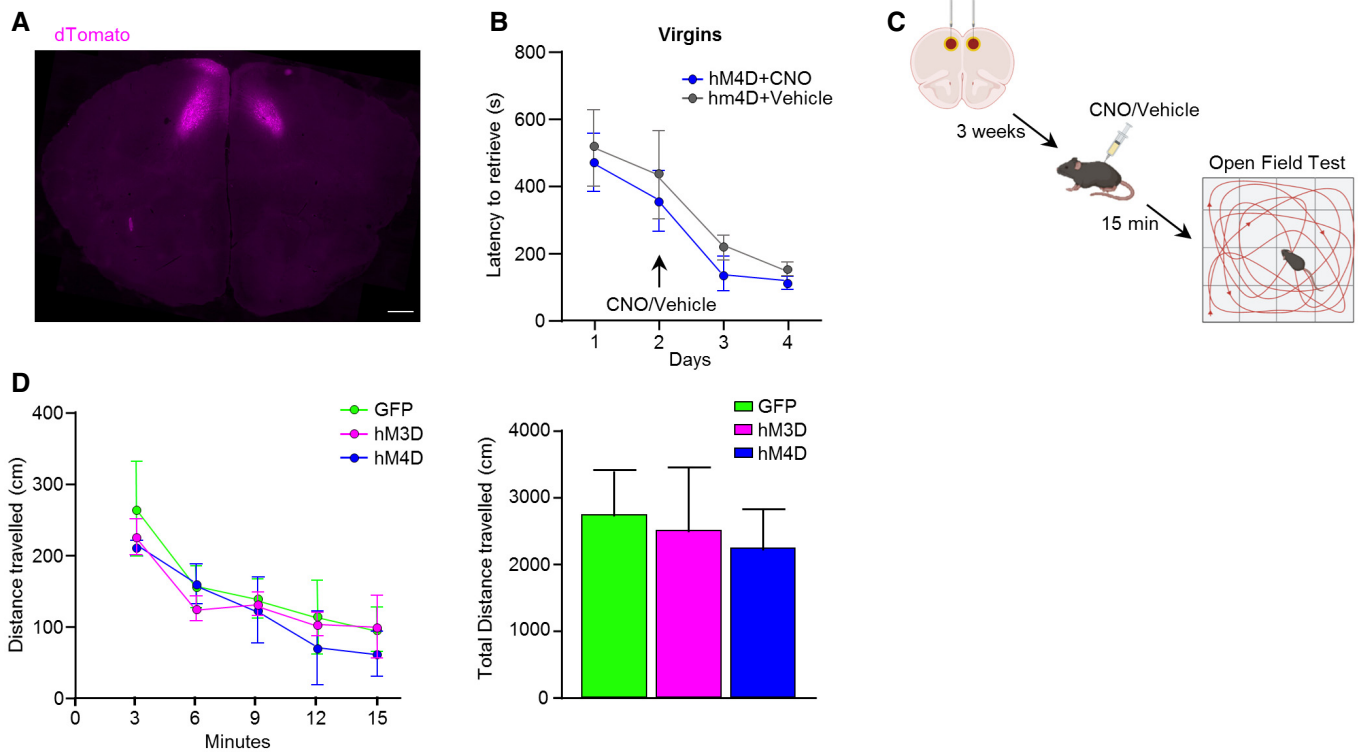 A
dTomato
B
Virgins
Latency to retrieve (s)
800
600
400
200
0
hM4D+CNO
hm4D+Vehicle
CNO/Vehicle
1 2 3 4
Days
C
3 weeks
CNO/Vehicle
15 min
Open Field Test
D
Distance travelled (cm)
400
300
200
100
0
GFP
hM3D
hM4D
0 3 6 9 12 15
Minutes
Total Distance travelled (cm)
4000
3000
2000
1000
0
GFP
hM3D
hM4D